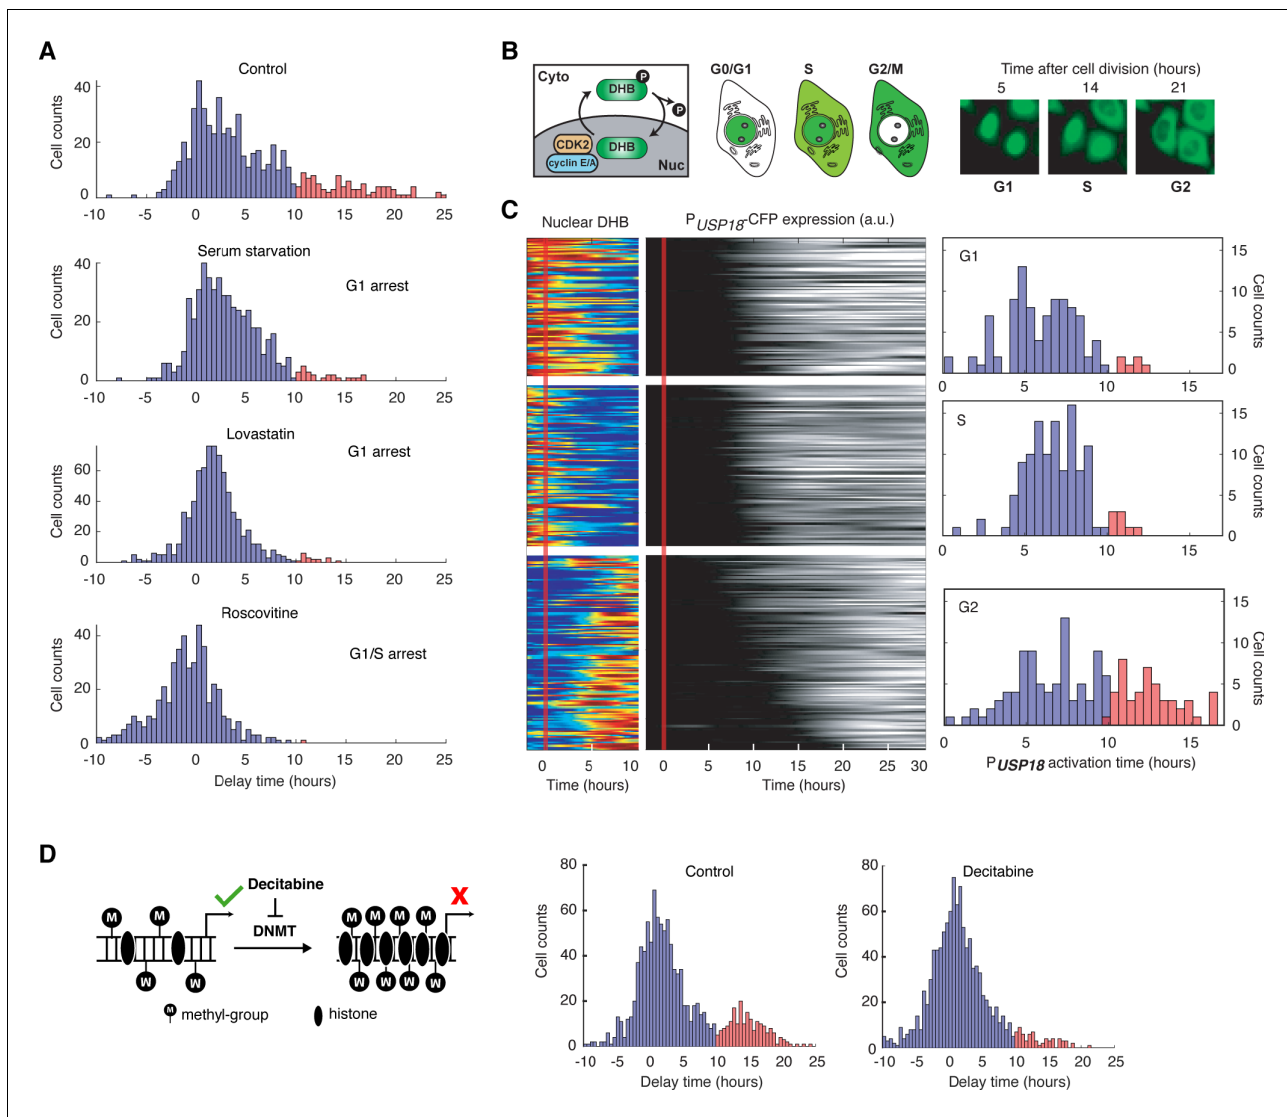 A
Control
Cell counts
40
20
0
-10 -5 0 5 10 15 20 25
Serum starvation
G1 arrest
Cell counts
40
20
0
-10 -5 0 5 10 15 20 25
Lovastatin
G1 arrest
Cell counts
60
40
20
0
-10 -5 0 5 10 15 20 25
Roscovitine
G1/S arrest
Cell counts
40
20
0
-10 -5 0 5 10 15 20 25
Delay time (hours)
B
Cyto
DHB
P
P
CDK2
cyclin E/A
DHB
Nuc
G0/G1 S G2/M
Time after cell division (hours)
5 14 21
G1 S G2
C
Nuclear DHB
PUSP18-CFP expression (a.u.)
0 5 10
Time (hours)
0 5 10 15 20 25 30
Time (hours)
G1
15
10
5
0
Cell counts
0 5 10 15
S
15
10
5
0
Cell counts
0 5 10 15
G2
15
10
5
0
Cell counts
0 5 10 15
PUSP18 activation time (hours)
D
Decitabine
DNMT
X
M M M M M M
M M M M M M
M methyl-group
histone
Control
Cell counts
80
60
40
20
0
-10 -5 0 5 10 15 20 25
Delay time (hours)
Decitabine
Cell counts
80
60
40
20
0
-10 -5 0 5 10 15 20 25
Delay time (hours)